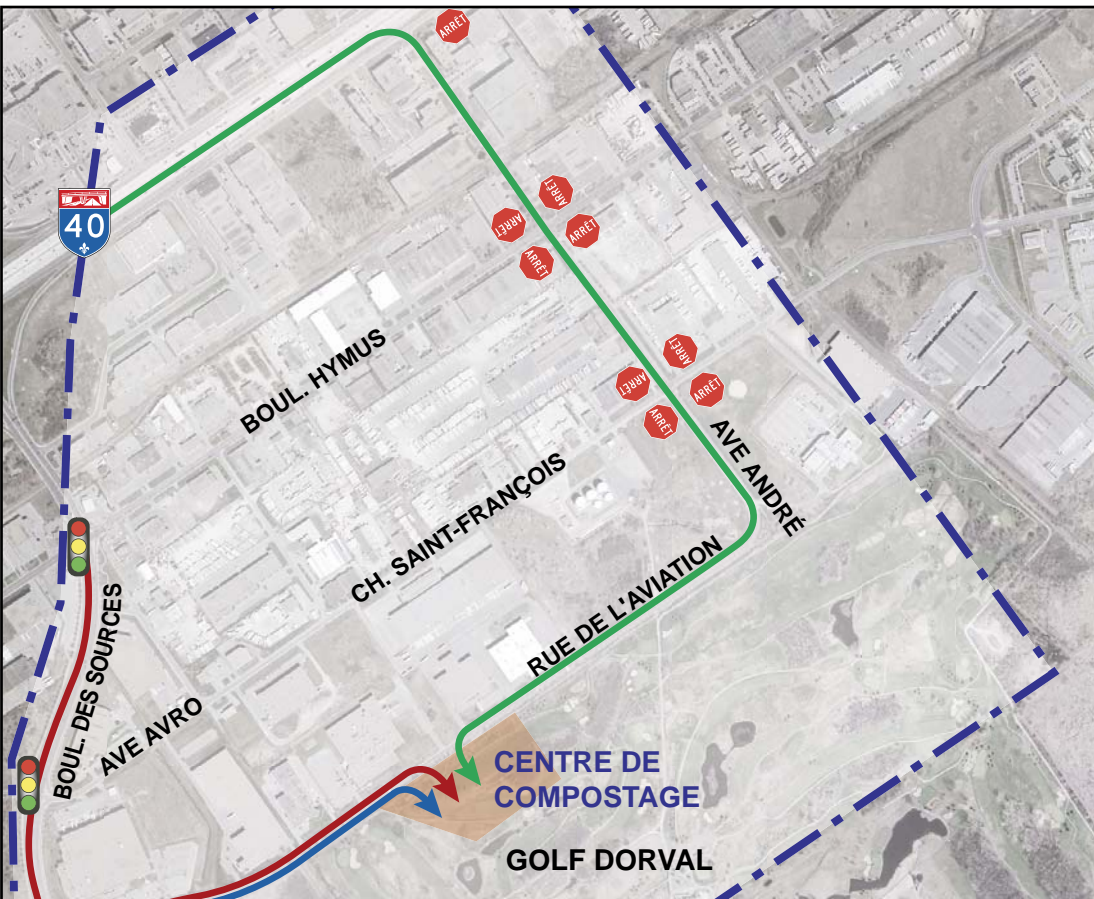 ARRÊT
40
ARRÊT
ARRÊT
ARRÊT
ARRÊT
BOUL. HYMUS
ARRÊT
ARRÊT
ARRÊT
ARRÊT
AVE ANDRÉ
CH. SAINT-FRANÇOIS
RUE DE L'AVIATION
BOUL. DES SOURCES
AVE AVRO
CENTRE DE
COMPOSTAGE
GOLF DORVAL